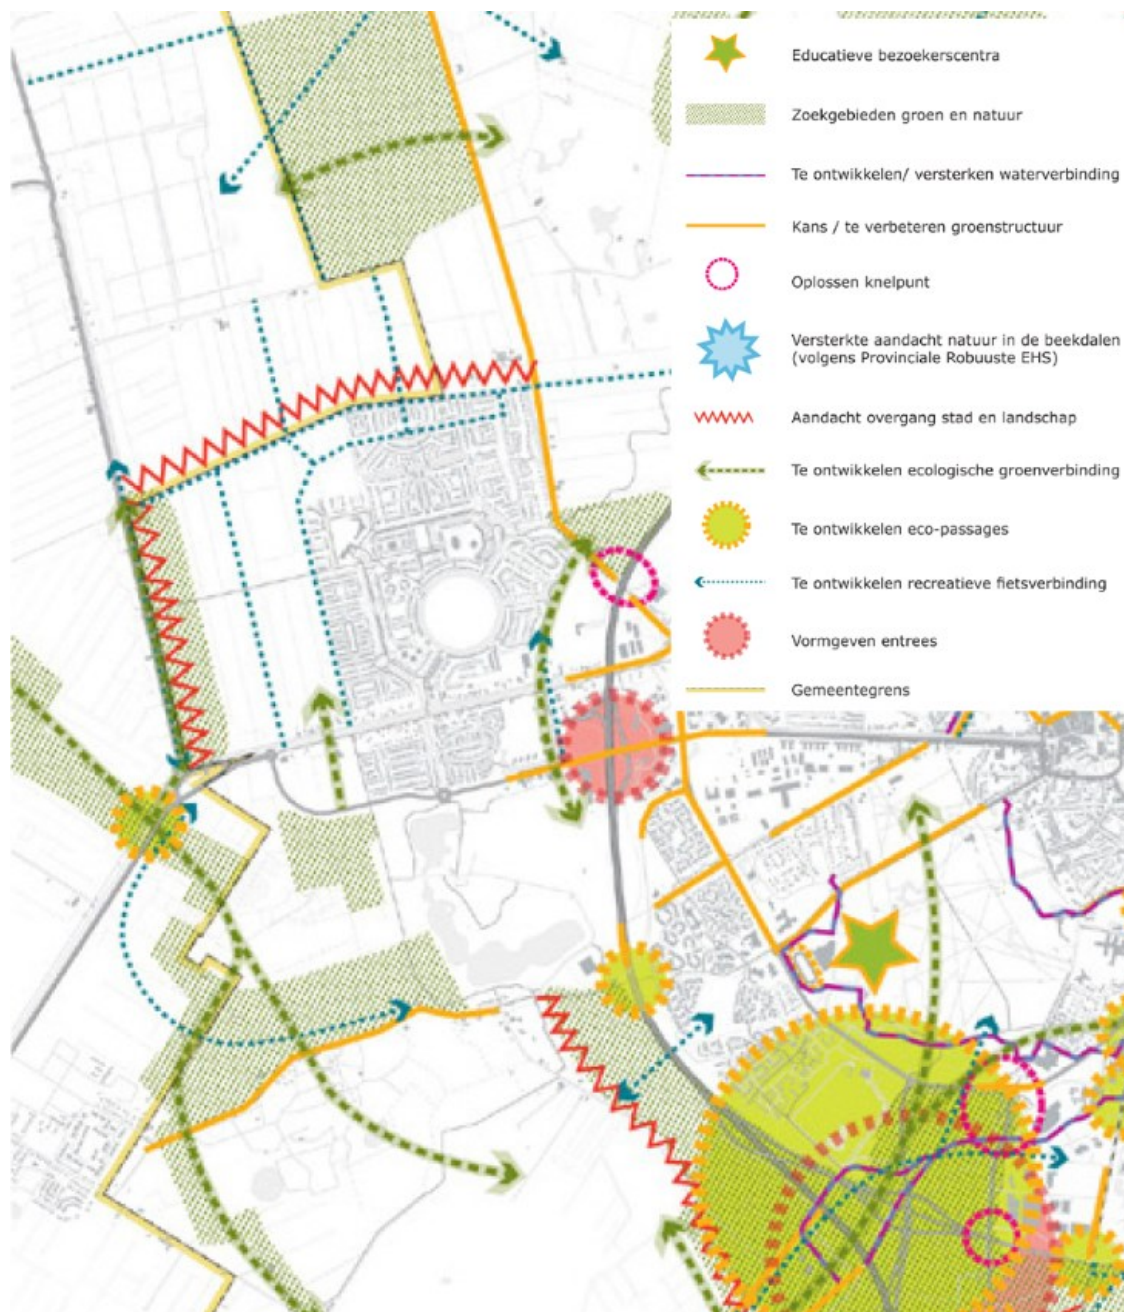 Educatieve bezoekerscentra
Zoekgebieden groen en natuur
Te ontwikkelen/ versterken waterverbinding
Kans / te verbeteren groenstructuur
Oplossen knelpunt
Versterkte aandacht natuur in de beekdalen
(volgens Provinciale Robuuste EHS)
Aandacht overgang stad en landschap
Te ontwikkelen ecologische groenverbinding
Te ontwikkelen eco-passages
Te ontwikkelen recreatieve fietsverbinding
Vormgeven entrees
Gemeentegrens